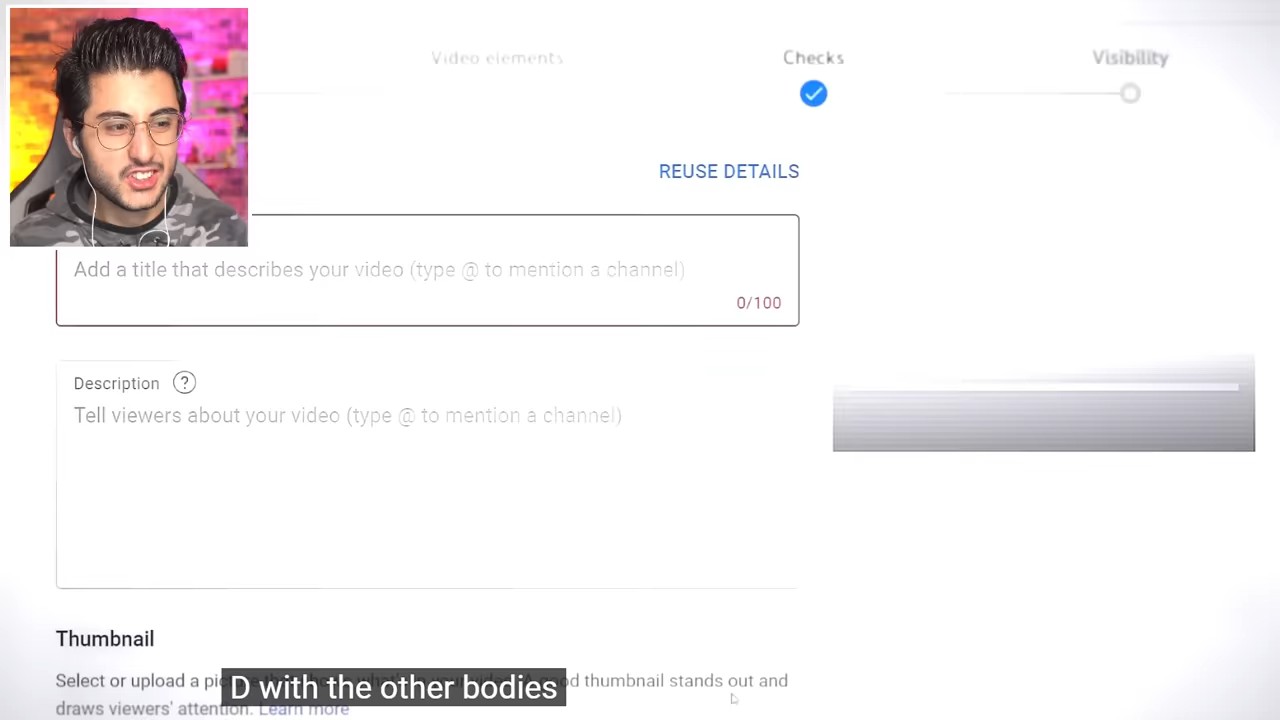 Video elements
Checks
Visibility
REUSE DETAILS
Add a title that describes your video (type @ to mention a channel)
0/100
Description ?
Tell viewers about your video (type @ to mention a channel)
Thumbnail
Select or upload a pic good thumbnail stands out and
D with the other bodies
draws viewers' attention. Learn more